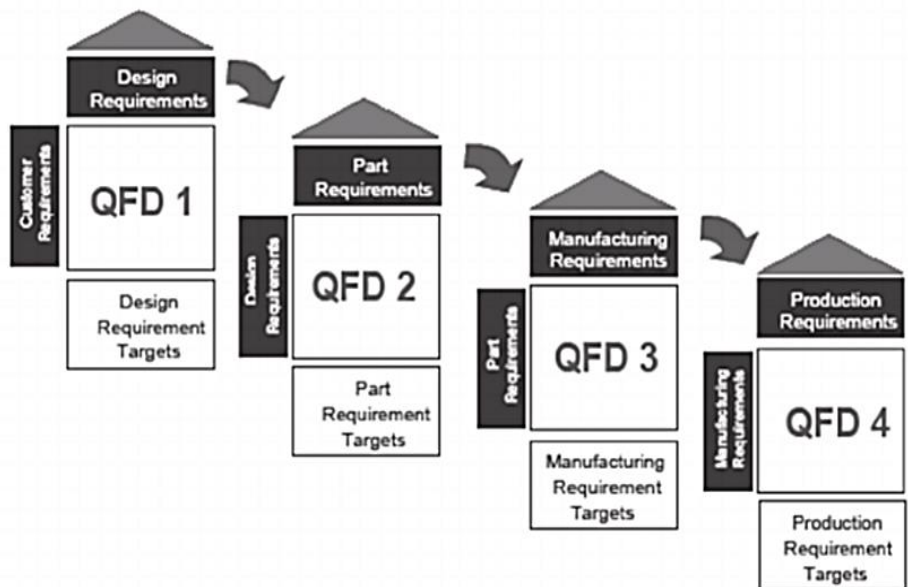 Design
Requirements
Customer
Requirements
QFD 1
Design
Requirement
Targets
Part
Requirements
Design
Requirements
QFD 2
Part
Requirement
Targets
Manufacturing
Requirements
Part
Requirements
QFD 3
Manufacturing
Requirement
Targets
Production
Requirements
Manufacturing
Requirements
QFD 4
Production
Requirement
Targets